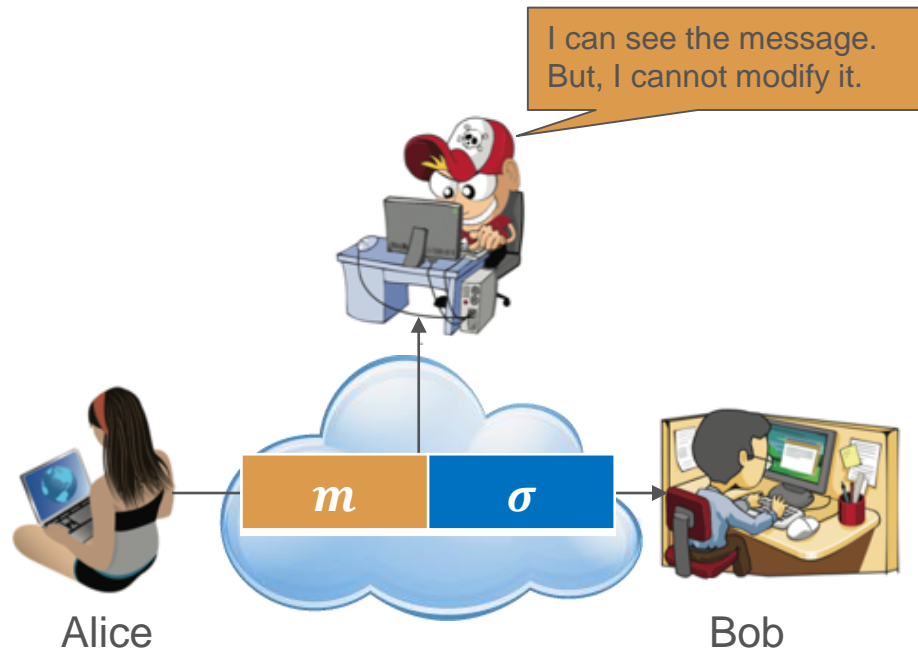 I can see the message.
But, I cannot modify it.
m σ
Alice Bob